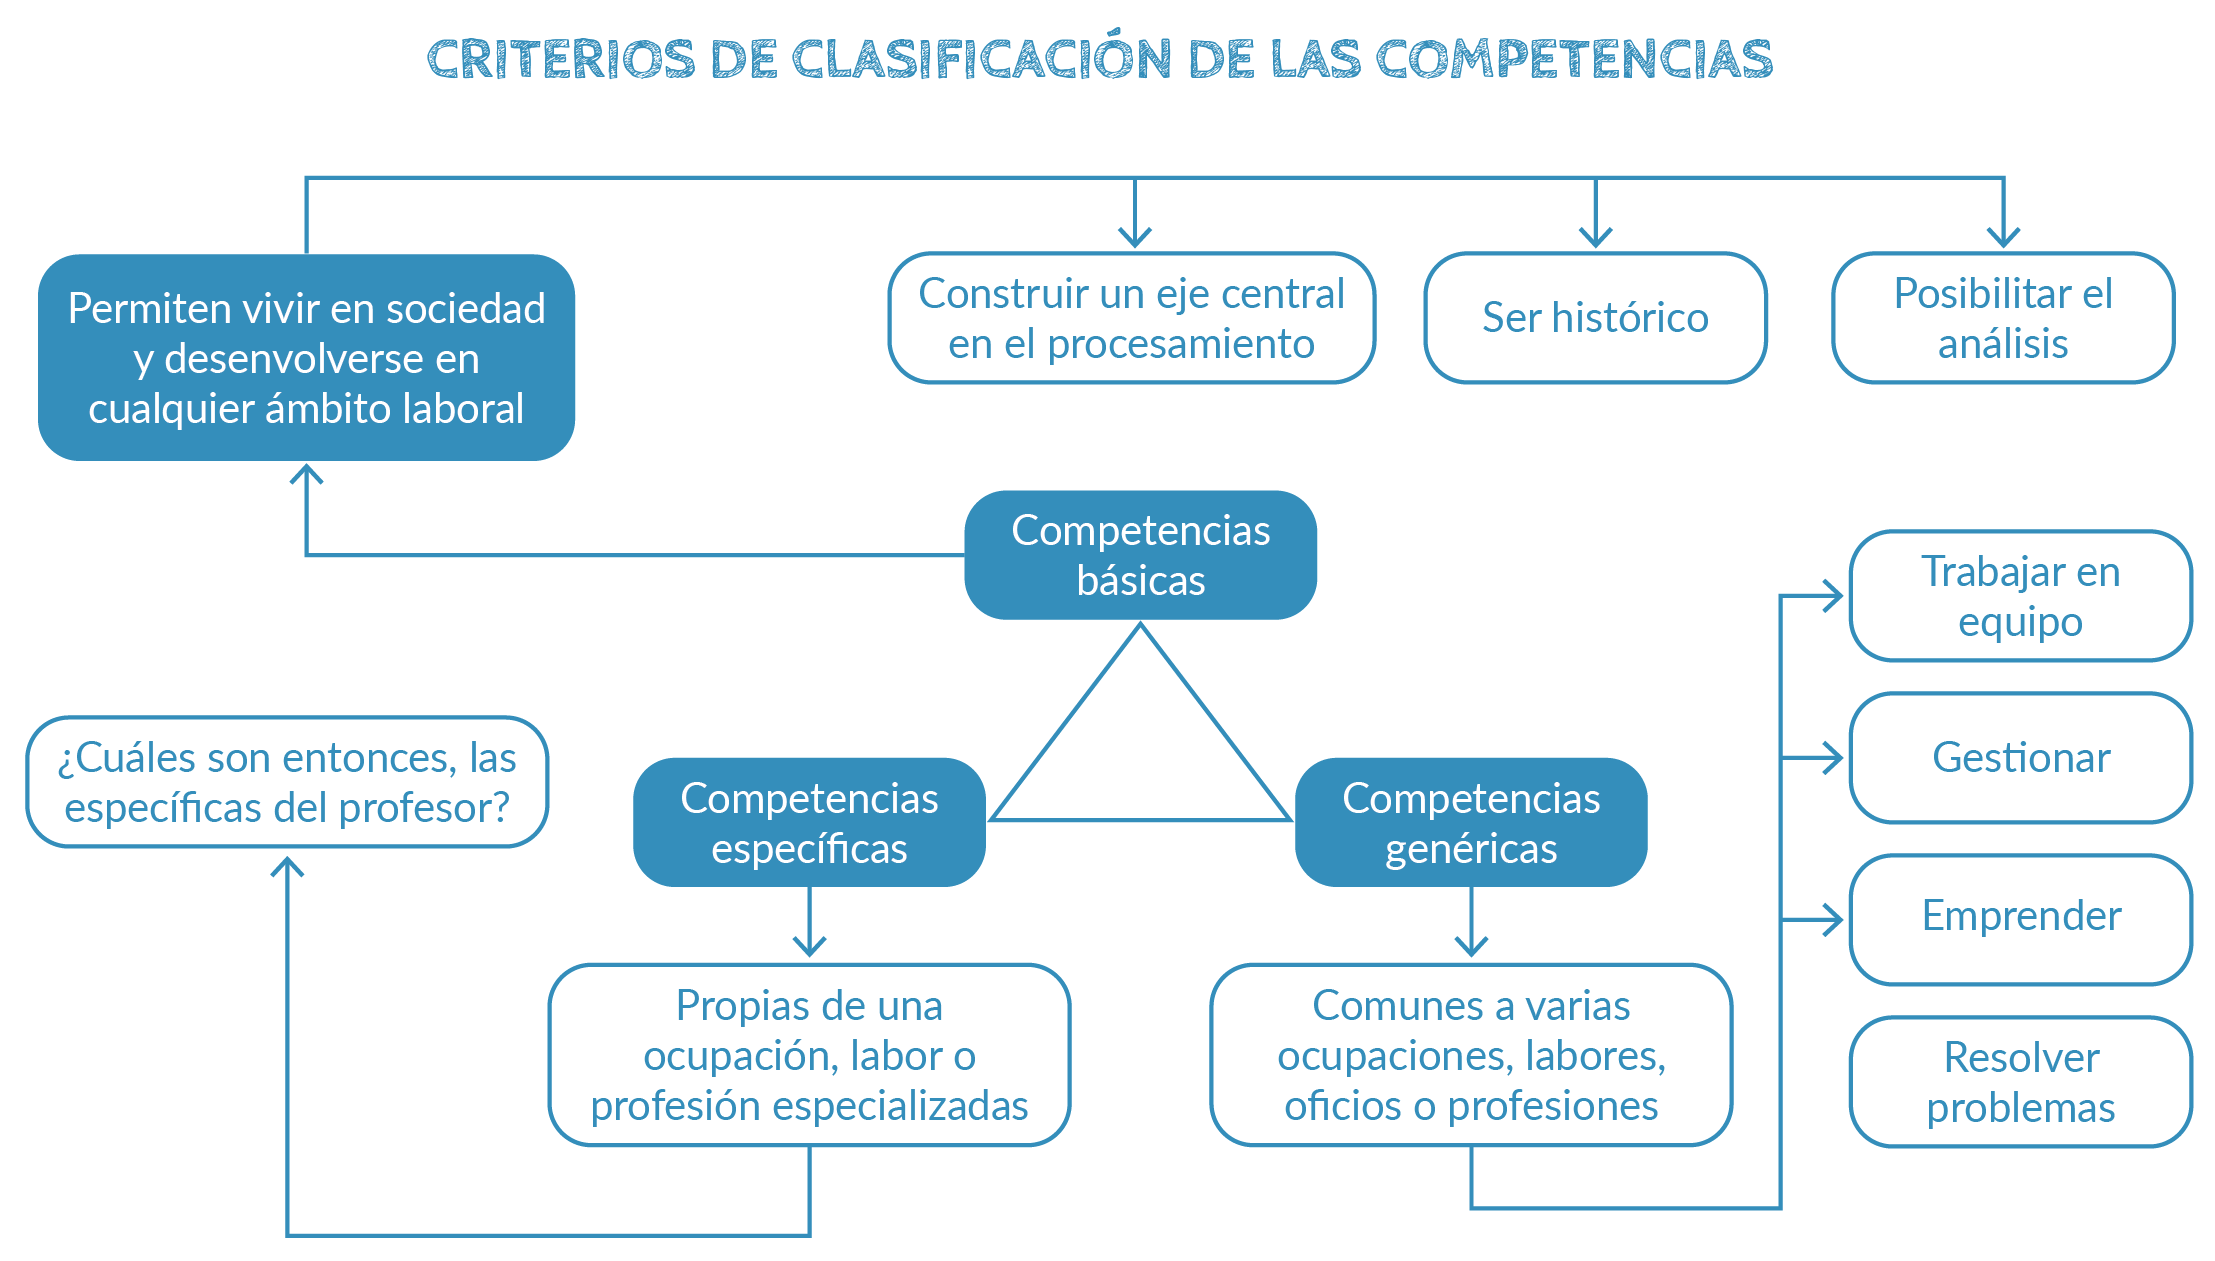 CRITERIOS DE CLASIFICACIÓN DE LAS COMPETENCIAS
Permiten vivir en sociedad
y desenvolverse en
cualquier ámbito laboral
Construir un eje central
en el procesamiento
Ser histórico
Posibilitar el
análisis
Competencias
básicas
¿Cuáles son entonces, las
específicas del profesor?
Competencias
específicas
Competencias
genéricas
Propias de una
ocupación, labor o
profesión especializadas
Comunes a varias
ocupaciones, labores,
oficios o profesiones
Trabajar en
equipo
Gestionar
Emprender
Resolver
problemas